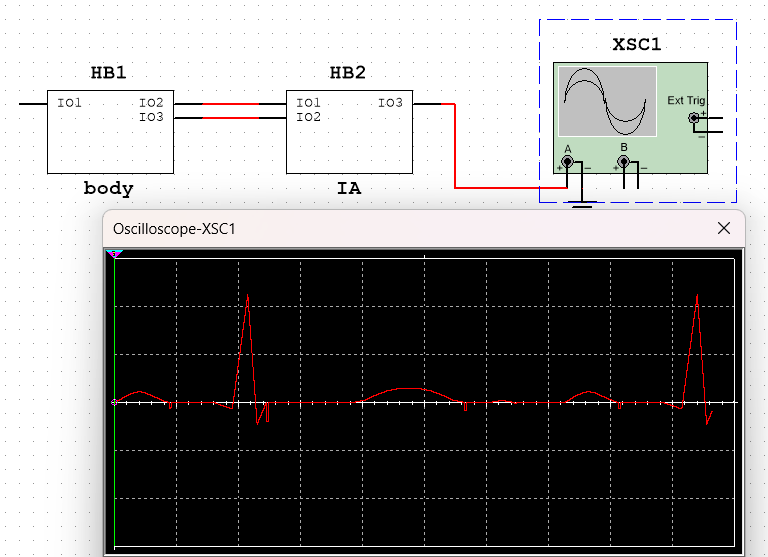 XSC1
HB1
HB2
IO1 IO2
IO3
IO1 IO3
IO2
Ext Trig
+
−
A
B
+ − + −
body
IA
Oscilloscope-XSC1